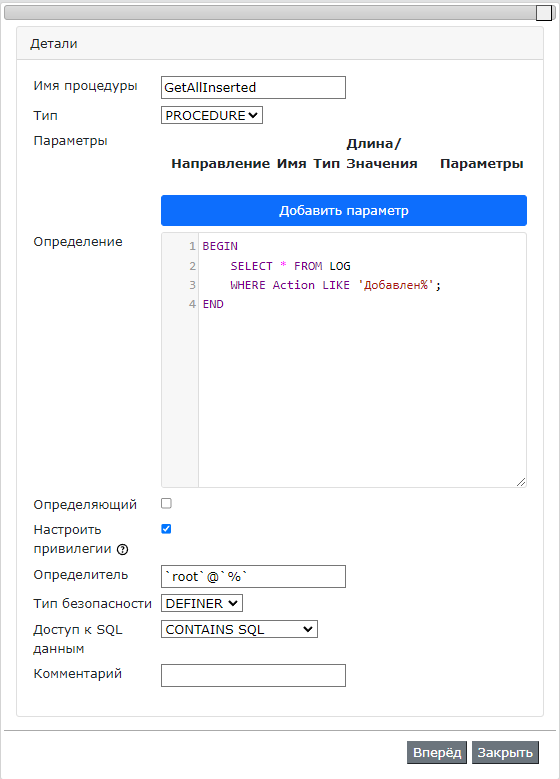 Детали
Имя процедуры
GetAllInserted
Тип
PROCEDURE
Параметры
Направление Имя Тип Длина/
Значения
Параметры
Добавить параметр
Определение
1 BEGIN
2 SELECT * FROM LOG
3 WHERE Action LIKE 'Добавлен%';
4 END
Определяющий
Настроить
привилегии
Определитель
`root`@`%`
Тип безопасности
DEFINER
Доступ к SQL
данным
CONTAINS SQL
Комментарий
Вперёд Закрыть